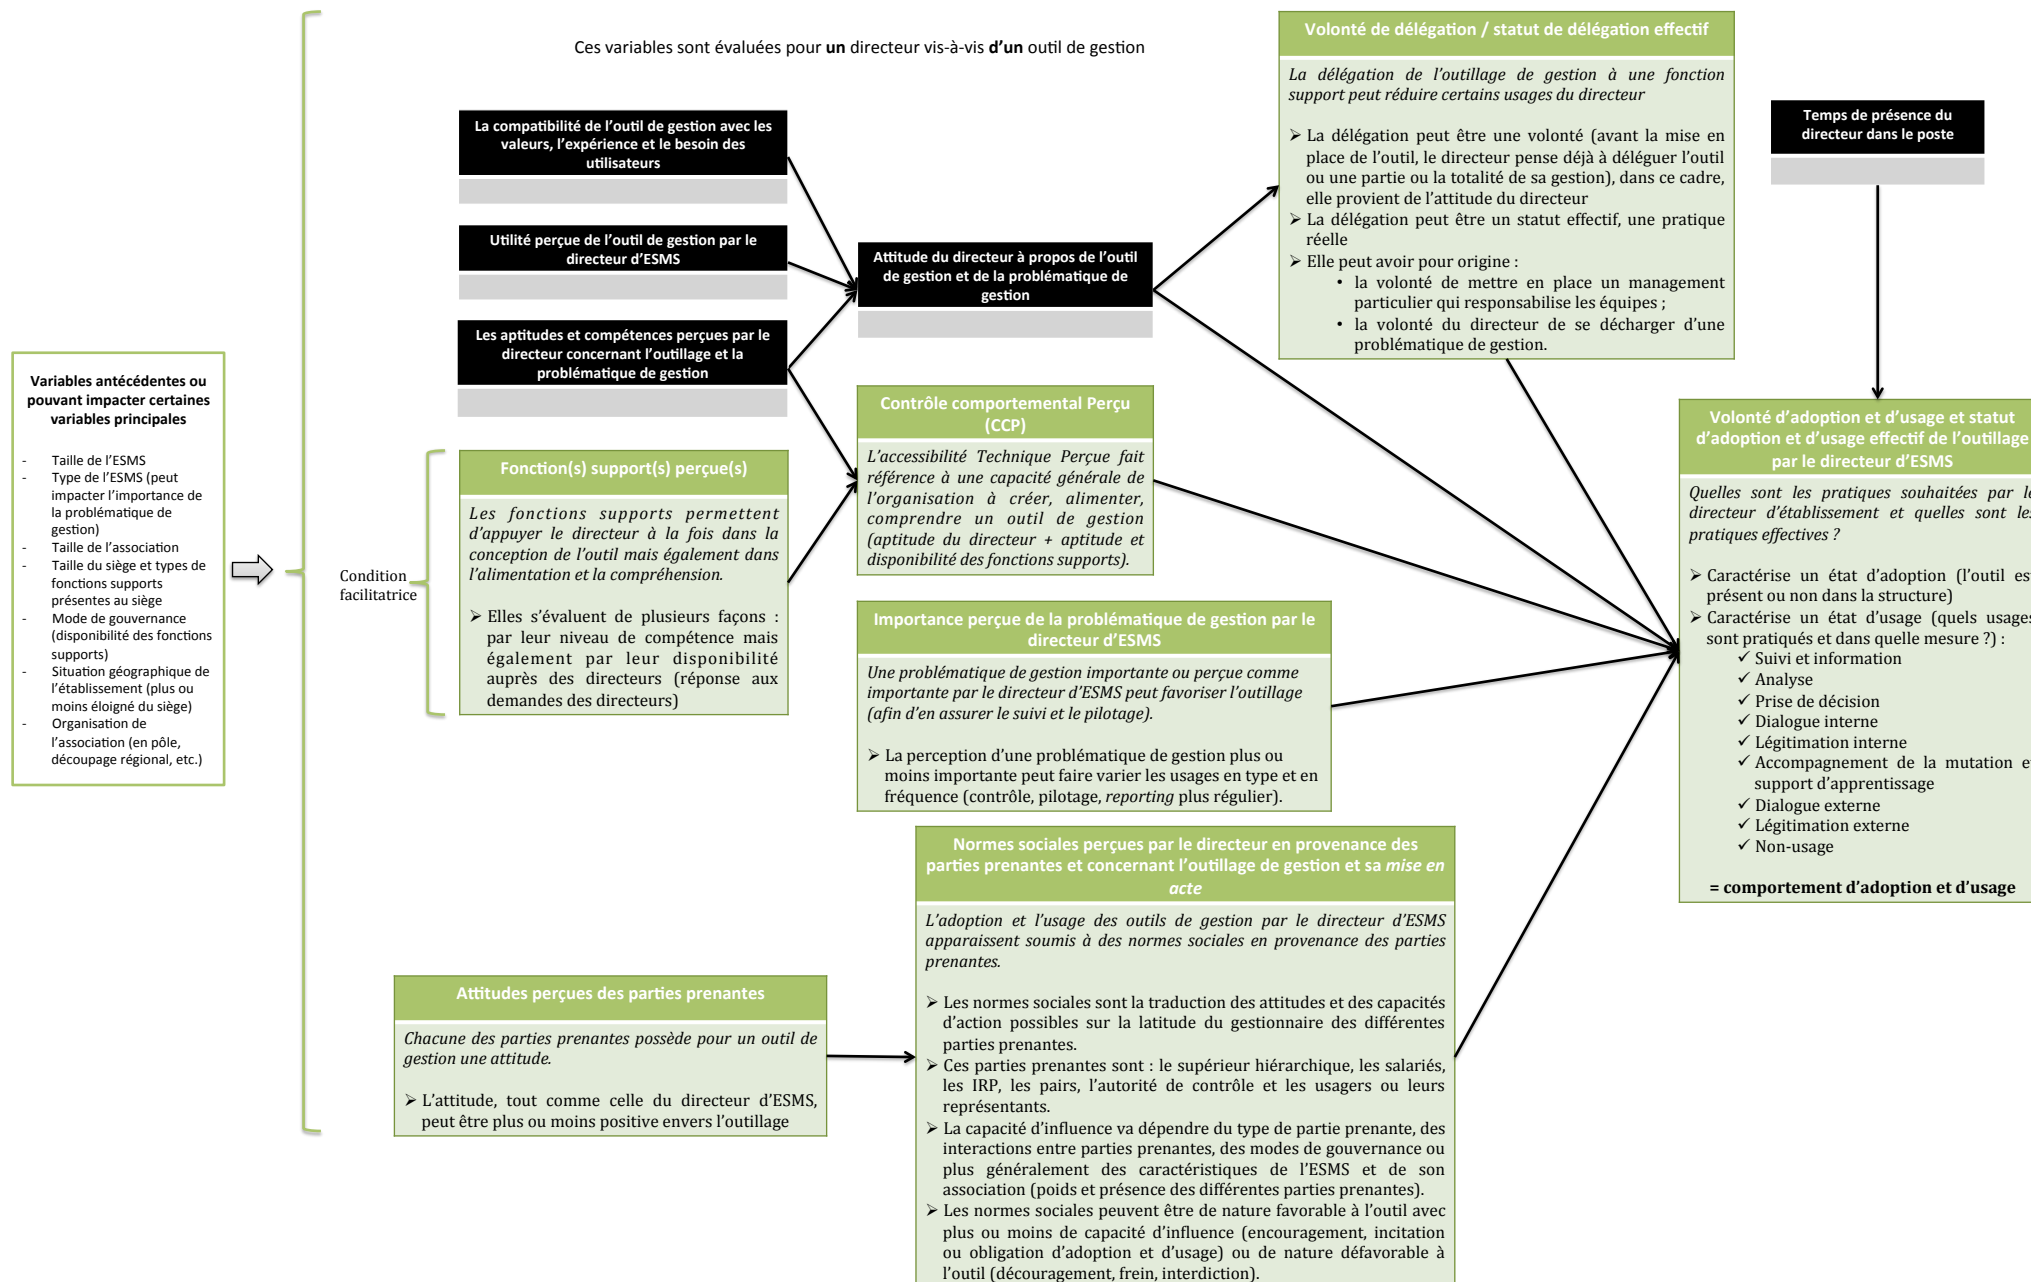 Ces variables sont évaluées pour un directeur vis-à-vis d'un outil de gestion
Variables antécédentes ou
pouvant impacter certaines
variables principales
- Taille de l'ESMS
- Type de l'ESMS (peut
impacter l'importance de
la problématique de
gestion)
- Taille de l'association
- Taille du siège et types de
fonctions supports
présentes au siège
- Mode de gouvernance
(disponibilité des fonctions
supports)
- Situation géographique de
l'établissement (plus ou
moins éloigné du siège)
- Organisation de
l'association (en pôle,
découpage régional, etc.)
La compatibilité de l'outil de gestion avec les
valeurs, l'expérience et le besoin des
utilisateurs
Utilité perçue de l'outil de gestion par le
directeur d'ESMS
Les aptitudes et compétences perçues par le
directeur concernant l'outillage et la
problématique de gestion
Condition
facilitatrice
Fonction(s) support(s) perçue(s)
Les fonctions supports permettent
d'appuyer le directeur à la fois dans la
conception de l'outil mais également dans
l'alimentation et la compréhension.
➢ Elles s'évaluent de plusieurs façons :
par leur niveau de compétence mais
également par leur disponibilité
auprès des directeurs (réponse aux
demandes des directeurs)
Attitudes perçues des parties prenantes
Chacune des parties prenantes possède pour un outil de
gestion une attitude.
➢ L'attitude, tout comme celle du directeur d'ESMS,
peut être plus ou moins positive envers l'outillage
Attitude du directeur à propos de l'outil
de gestion et de la problématique de
gestion
Contrôle comportemental Perçu
(CCP)
L'accessibilité Technique Perçue fait
référence à une capacité générale de
l'organisation à créer, alimenter,
comprendre un outil de gestion
(aptitude du directeur + aptitude et
disponibilité des fonctions supports).
Importance perçue de la problématique de gestion par le
directeur d'ESMS
Une problématique de gestion importante ou perçue comme
importante par le directeur d'ESMS peut favoriser l'outillage
(afin d'en assurer le suivi et le pilotage).
➢ La perception d'une problématique de gestion plus ou
moins importante peut faire varier les usages en type et en
fréquence (contrôle, pilotage, reporting plus régulier).
Normes sociales perçues par le directeur en provenance des
parties prenantes et concernant l'outillage de gestion et sa mise en
acte
L'adoption et l'usage des outils de gestion par le directeur d'ESMS
apparaissent soumis à des normes sociales en provenance des parties
prenantes.
➢ Les normes sociales sont la traduction des attitudes et des capacités
d'action possibles sur la latitude du gestionnaire des différentes
parties prenantes.
➢ Ces parties prenantes sont : le supérieur hiérarchique, les salariés,
les IRP, les pairs, l'autorité de contrôle et les usagers ou leurs
représentants.
➢ La capacité d'influence va dépendre du type de partie prenante, des
interactions entre parties prenantes, des modes de gouvernance ou
plus généralement des caractéristiques de l'ESMS et de son
association (poids et présence des différentes parties prenantes).
➢ Les normes sociales peuvent être de nature favorable à l'outil avec
plus ou moins de capacité d'influence (encouragement, incitation
ou obligation d'adoption et d'usage) ou de nature défavorable à
l'outil (découragement, frein, interdiction).
Volonté de délégation / statut de délégation effectif
La délégation de l'outillage de gestion à une fonction
support peut réduire certains usages du directeur
➢ La délégation peut être une volonté (avant la mise en
place de l'outil, le directeur pense déjà à déléguer l'outil
ou une partie ou la totalité de sa gestion), dans ce cadre,
elle provient de l'attitude du directeur
➢ La délégation peut être un statut effectif, une pratique
réelle
➢ Elle peut avoir pour origine :
• la volonté de mettre en place un management
particulier qui responsabilise les équipes ;
• la volonté du directeur de se décharger d'une
problématique de gestion.
Temps de présence du
directeur dans le poste
Volonté d'adoption et d'usage et statut
d'adoption et d'usage effectif de l'outillage
par le directeur d'ESMS
Quelles sont les pratiques souhaitées par le
directeur d'établissement et quelles sont les
pratiques effectives ?
➢ Caractérise un état d'adoption (l'outil est
présent ou non dans la structure)
➢ Caractérise un état d'usage (quels usages
sont pratiqués et dans quelle mesure ?) :
✓ Suivi et information
✓ Analyse
✓ Prise de décision
✓ Dialogue interne
✓ Légitimation interne
✓ Accompagnement de la mutation et
support d'apprentissage
✓ Dialogue externe
✓ Légitimation externe
✓ Non-usage
= comportement d'adoption et d'usage